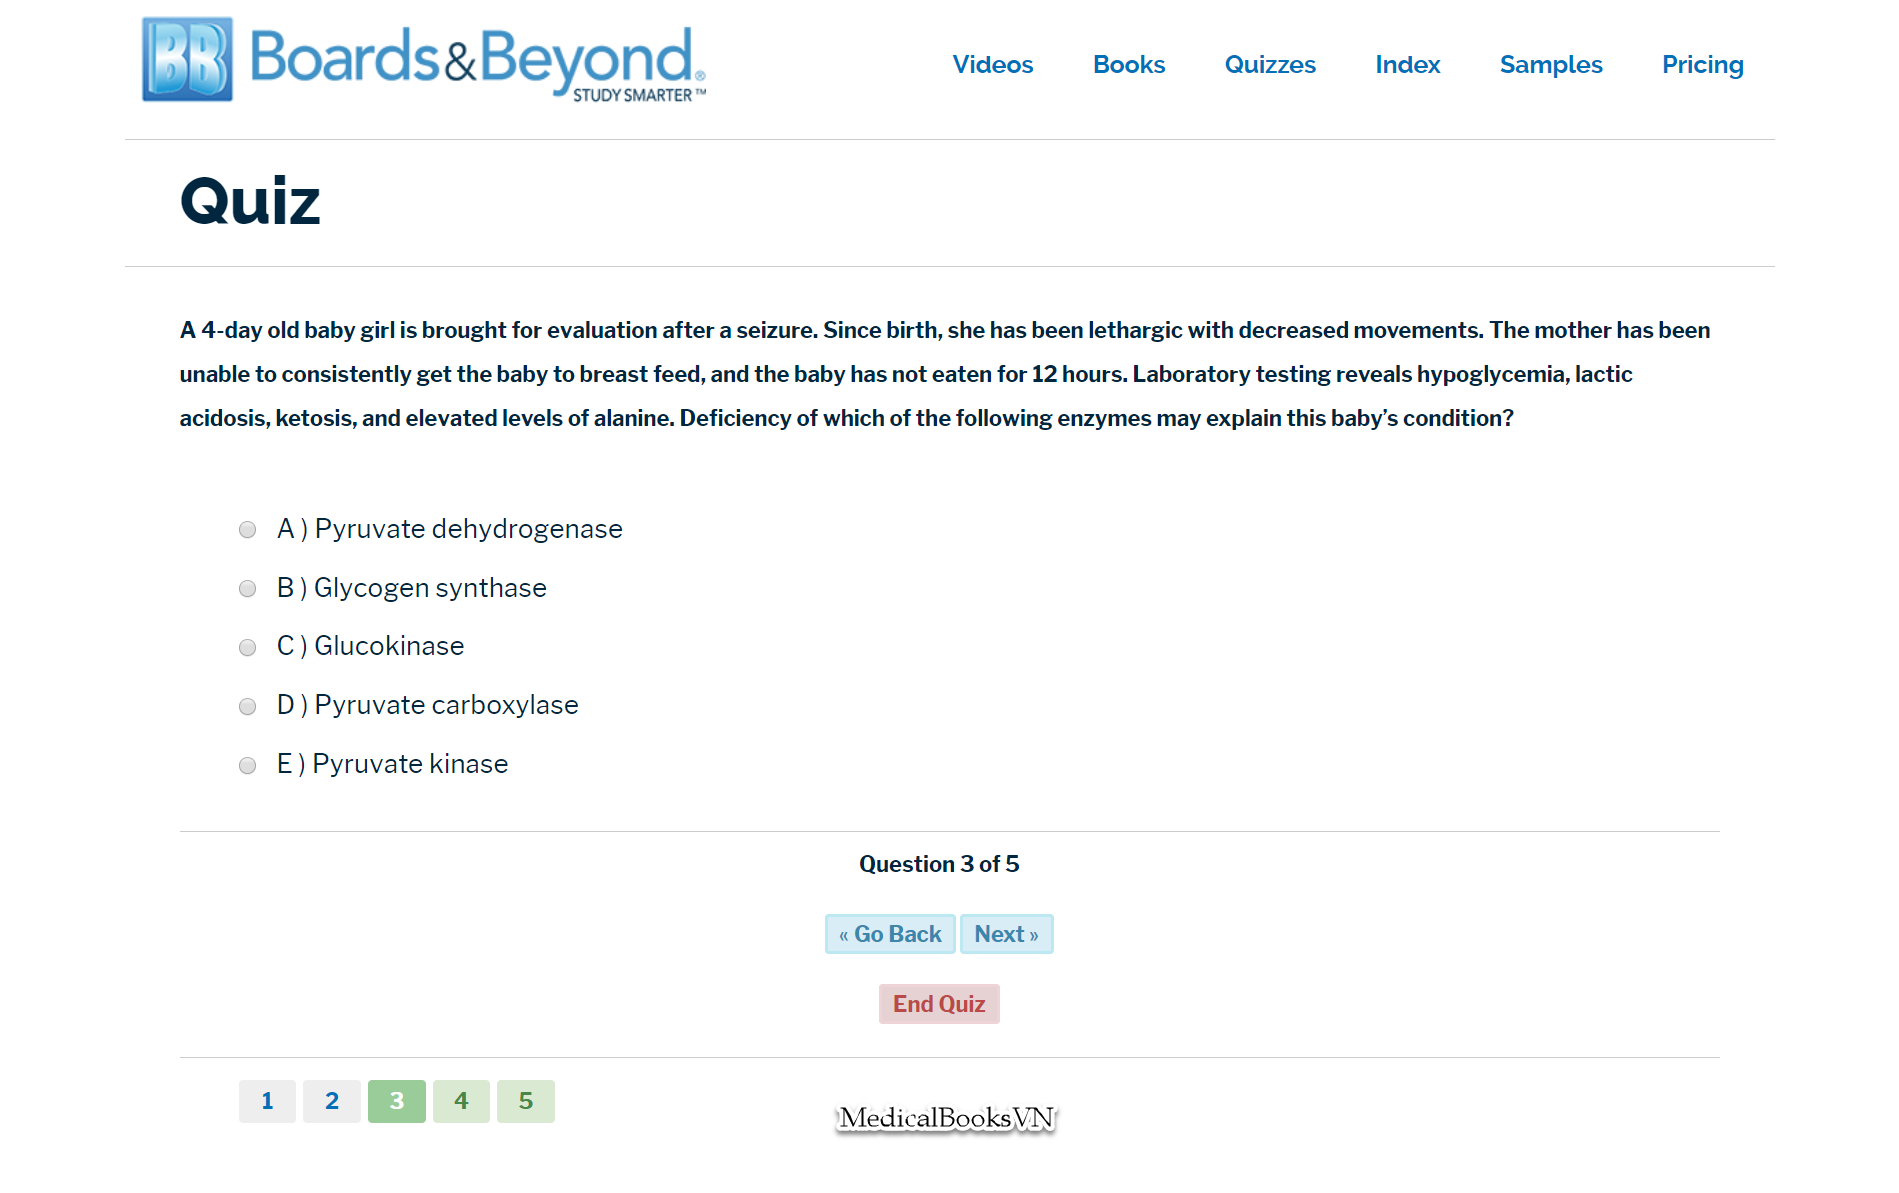 BB Boards&Beyond®
STUDY SMARTER™
Videos Books Quizzes Index Samples Pricing
Quiz
A 4-day old baby girl is brought for evaluation after a seizure. Since birth, she has been lethargic with decreased movements. The mother has been
unable to consistently get the baby to breast feed, and the baby has not eaten for 12 hours. Laboratory testing reveals hypoglycemia, lactic
acidosis, ketosis, and elevated levels of alanine. Deficiency of which of the following enzymes may explain this baby’s condition?
A ) Pyruvate dehydrogenase
B ) Glycogen synthase
C ) Glucokinase
D ) Pyruvate carboxylase
E ) Pyruvate kinase
Question 3 of 5
« Go Back Next »
End Quiz
1 2 3 4 5
MedicalBooksVN